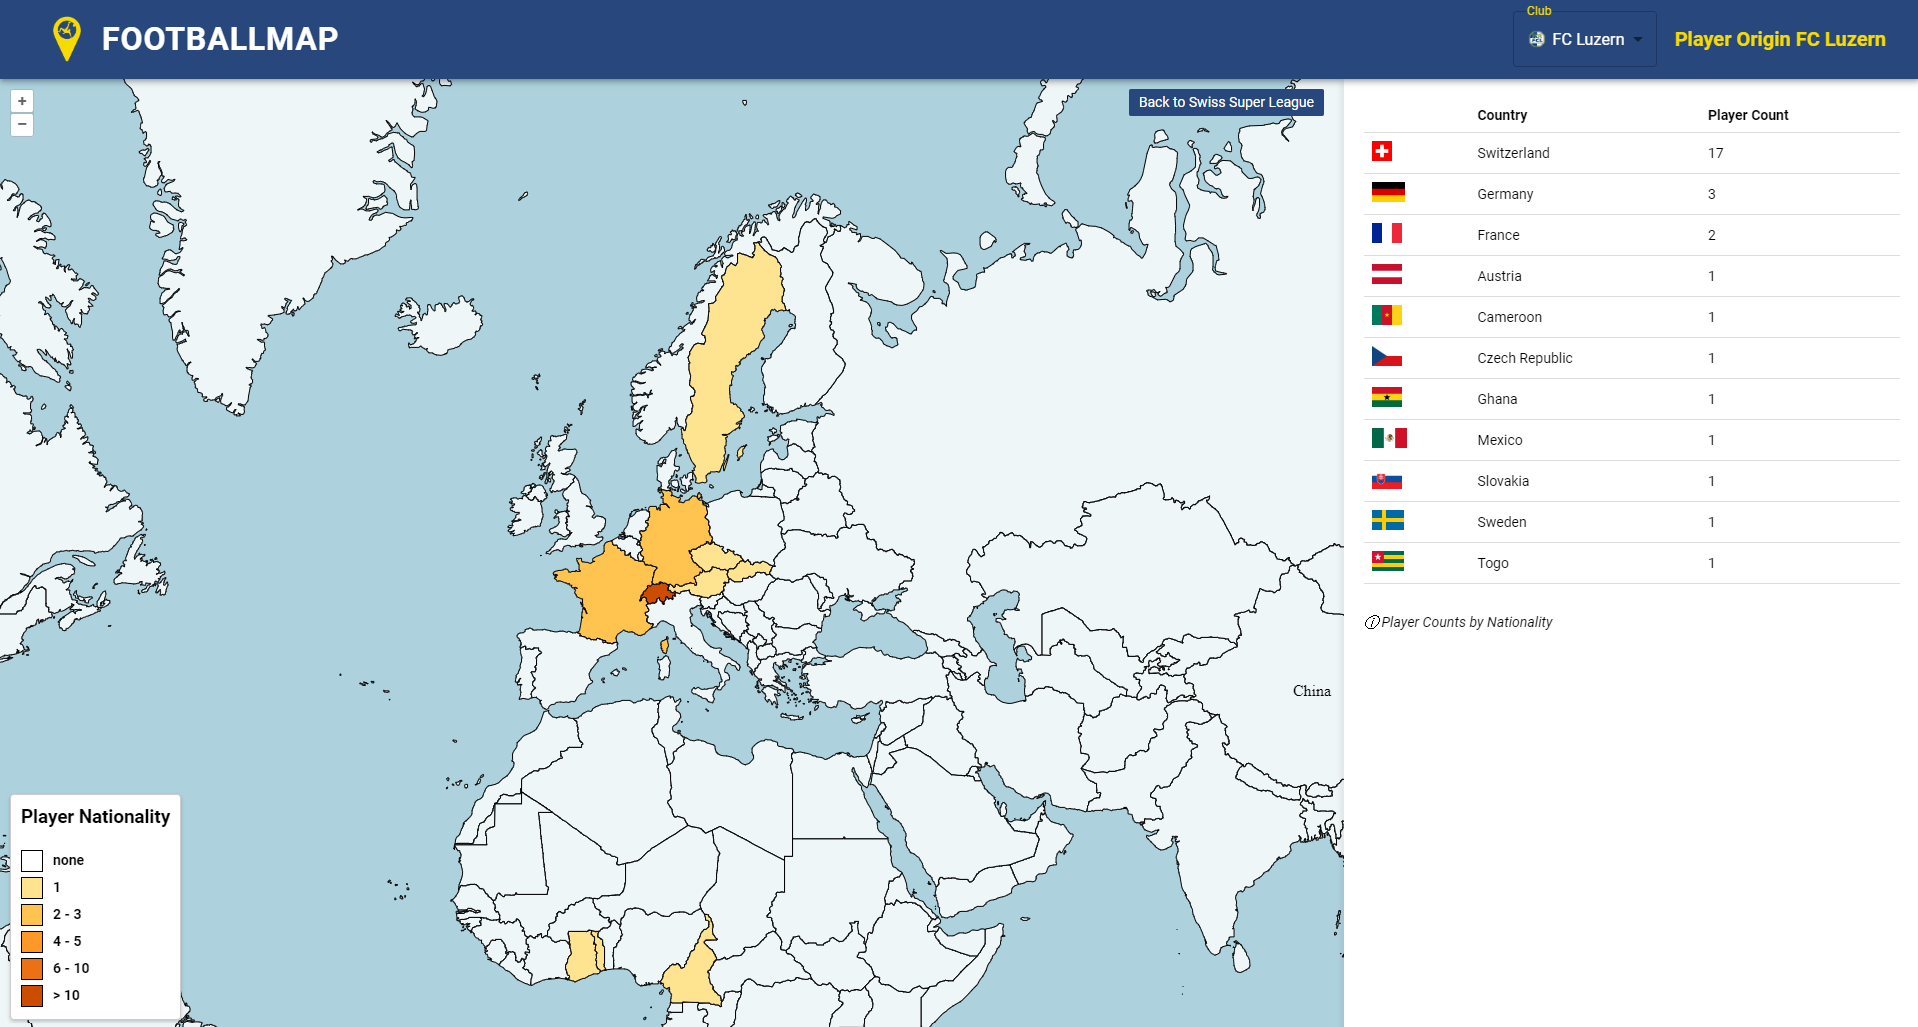 FOOTBALLMAP
Club
FC Luzern
Player Origin FC Luzern
+
−
Back to Swiss Super League
China
Player Nationality
none
1
2 - 3
4 - 5
6 - 10
> 10
Country Player Count
Switzerland 17
Germany 3
France 2
Austria 1
Cameroon 1
Czech Republic 1
Ghana 1
Mexico 1
Slovakia 1
Sweden 1
Togo 1
Player Counts by Nationality